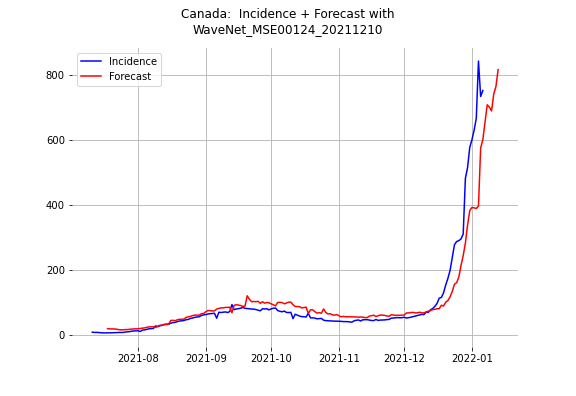 Canada:  Incidence + Forecast with
WaveNet_MSE00124_20211210
Incidence
Forecast
800
600
400
200
0
2021-08 2021-09 2021-10 2021-11 2021-12 2022-01